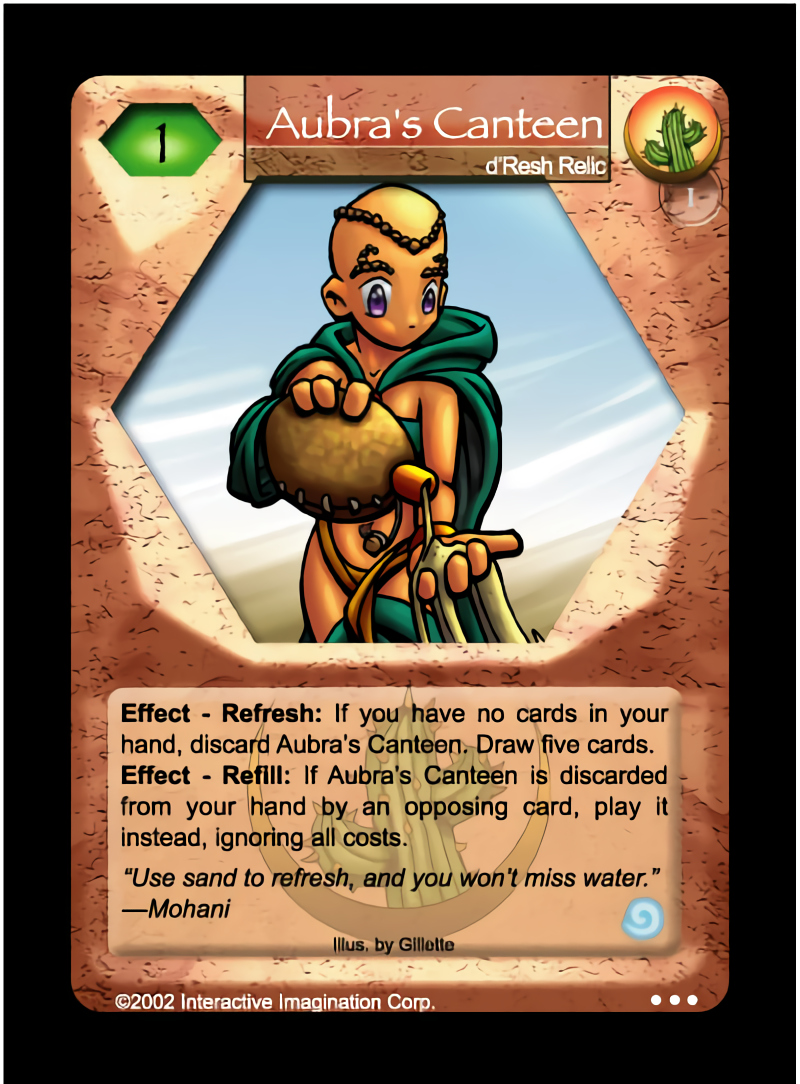 1
Aubra's Canteen
d'Resh Relic
I
Effect - Refresh: If you have no cards in your
hand, discard Aubra's Canteen. Draw five cards.
Effect - Refill: If Aubra's Canteen is discarded
from your hand by an opposing card, play it
instead, ignoring all costs.
“Use sand to refresh, and you won't miss water.”
—Mohani
Illus. by Gillette
©2002 Interactive Imagination Corp.